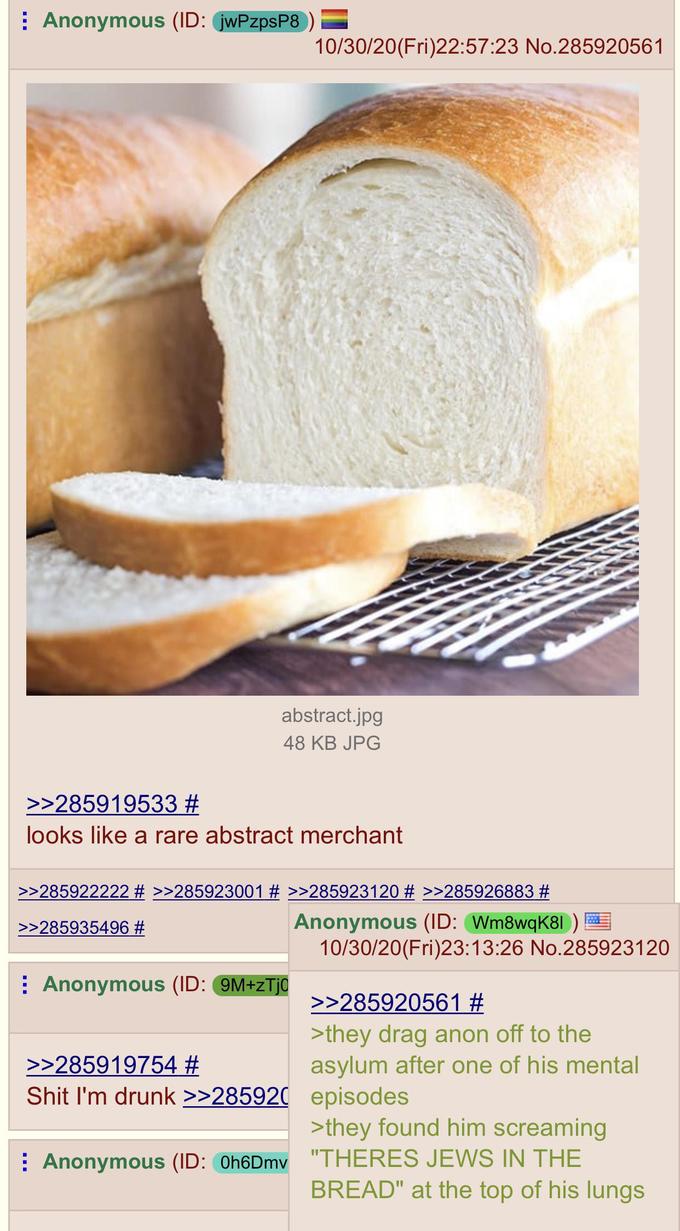 Anonymous (ID: jwPzpsP8)
10/30/20(Fri)22:57:23 No.285920561
abstract.jpg
48 KB JPG
>>285919533 #
looks like a rare abstract merchant
>>285922222 # >>285923001 # >>285923120 # >>285926883 #
>>285935496 #
Anonymous (ID: Wm8wqK8I)
10/30/20(Fri)23:13:26 No.285923120
>>285920561 #
>they drag anon off to the
asylum after one of his mental
episodes
>they found him screaming
"THERES JEWS IN THE
BREAD" at the top of his lungs
Anonymous (ID: 9M+zTj0
>>285919754 #
Shit I'm drunk >>285920
Anonymous (ID: 0h6Dmv